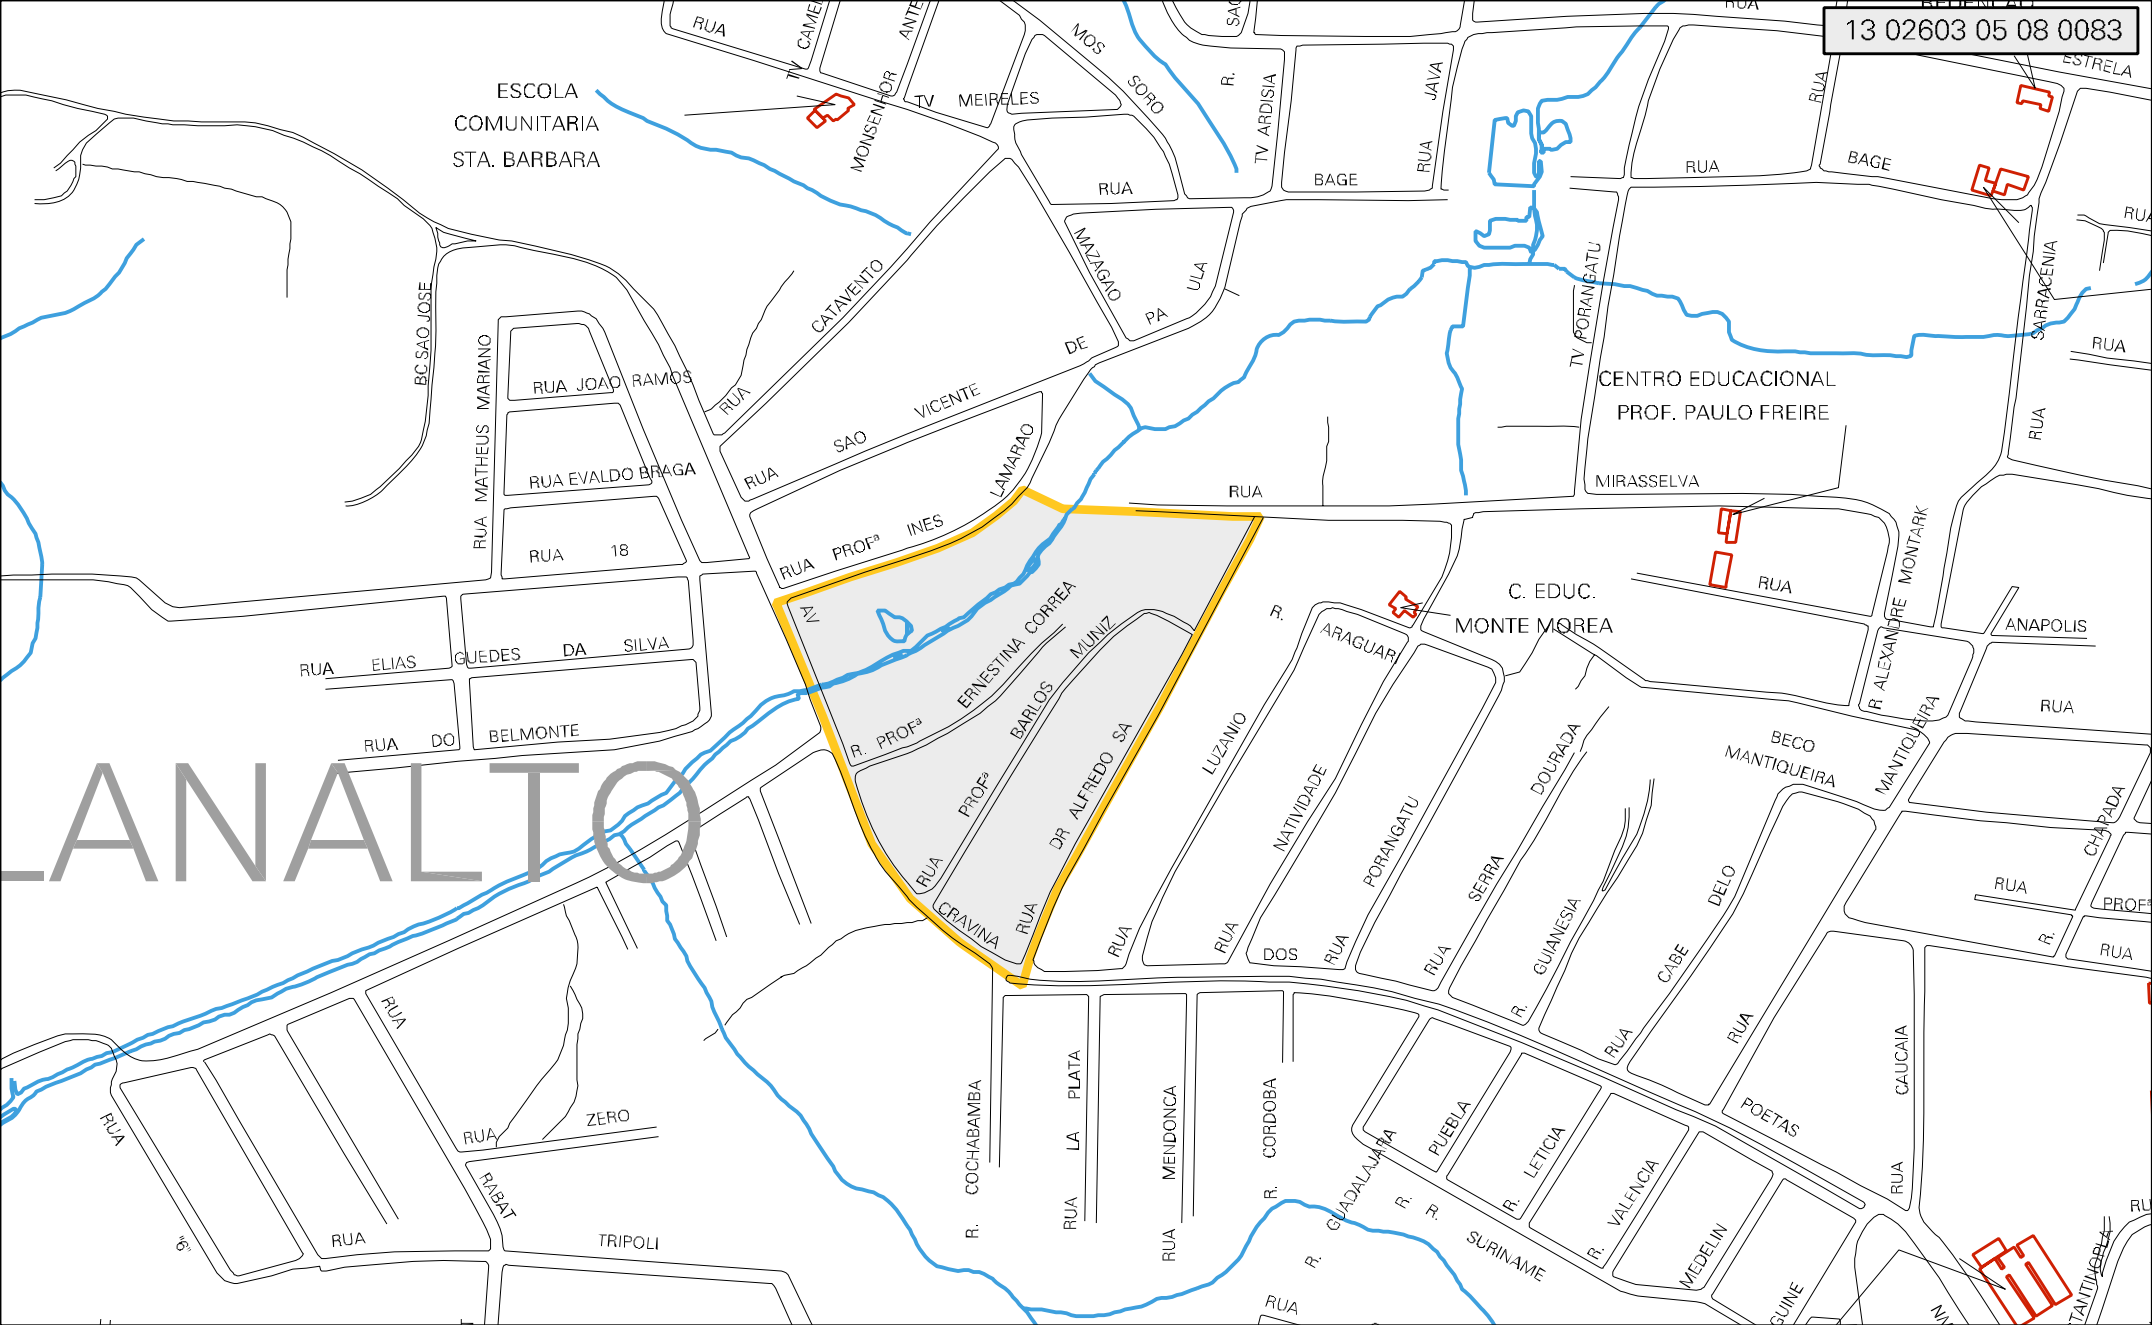 13 02603 05 08 0083
ESTRELA
RUA
TV
MONSENHOR
TV MEIRELES
MOS
SORO
R.
TV ARDISIA
RUA JAVA
RUA
RUA
BAGE
ESCOLA
COMUNITARIA
STA. BARBARA
RUA
BAGE
RUA
MAZAGAO
RUA CATAVENTO
RUA SAO VICENTE DE PA ULA
BC SAO JOSE
RUA MATHEUS MARIANO
RUA JOAO RAMOS
RUA EVALDO BRAGA
RUA 18
TV PORANGATU
RUA SARRACENIA
RUA
CENTRO EDUCACIONAL
PROF. PAULO FREIRE
RUA MIRASSELVA
RUA PROFª INES LAMARAO
AV
R. PROFª ERNESTINA CORREA
RUA PROFª BARLOS MUNIZ
RUA DR ALFREDO SA
CRAVINA
RUA ELIAS GUEDES DA SILVA
RUA DO BELMONTE
LANALTO
C. EDUC.
MONTE MOREA
R.
ARAGUARI
RUA
R ALEXANDRE MONTARK
ANAPOLIS
RUA
RUA LUZANIO
RUA NATIVIDADE
RUA PORANGATU
RUA SERRA DOURADA
R. GUIANESIA
RUA CABE DELO
BECO
MANTIQUEIRA
MANTIQUEIRA
R. CHAPADA
RUA
PROFª
RUA
DOS
POETAS
RUA
RUA CAUCAIA
RUA
RUA ZERO
RABAT
RUA
"6"
RUA TRIPOLI
R. COCHABAMBA
RUA LA PLATA
RUA MENDONCA
R. CORDOBA
R. GUADALAJARA
R. PUEBLA
R. LETICIA
R. VALENCIA
MEDELIN
R. SURINAME
GUINE
RUA